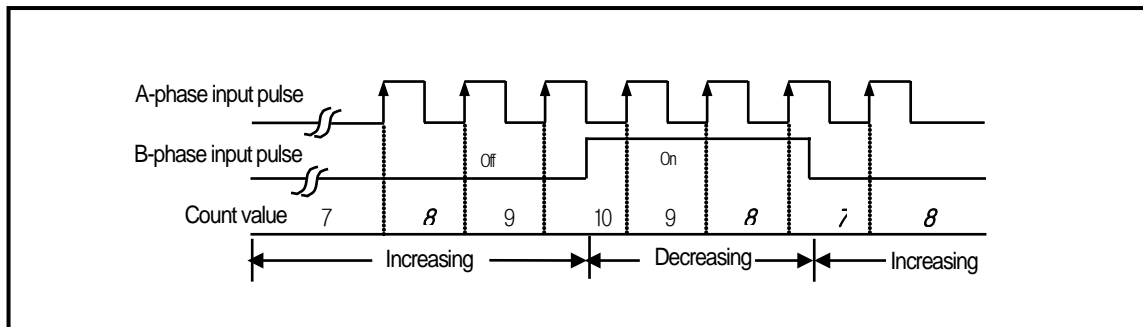 A-phase input pulse
B-phase input pulse
Off
On
Count value 7 8 9 10 9 8 7 8
Increasing Decreasing Increasing